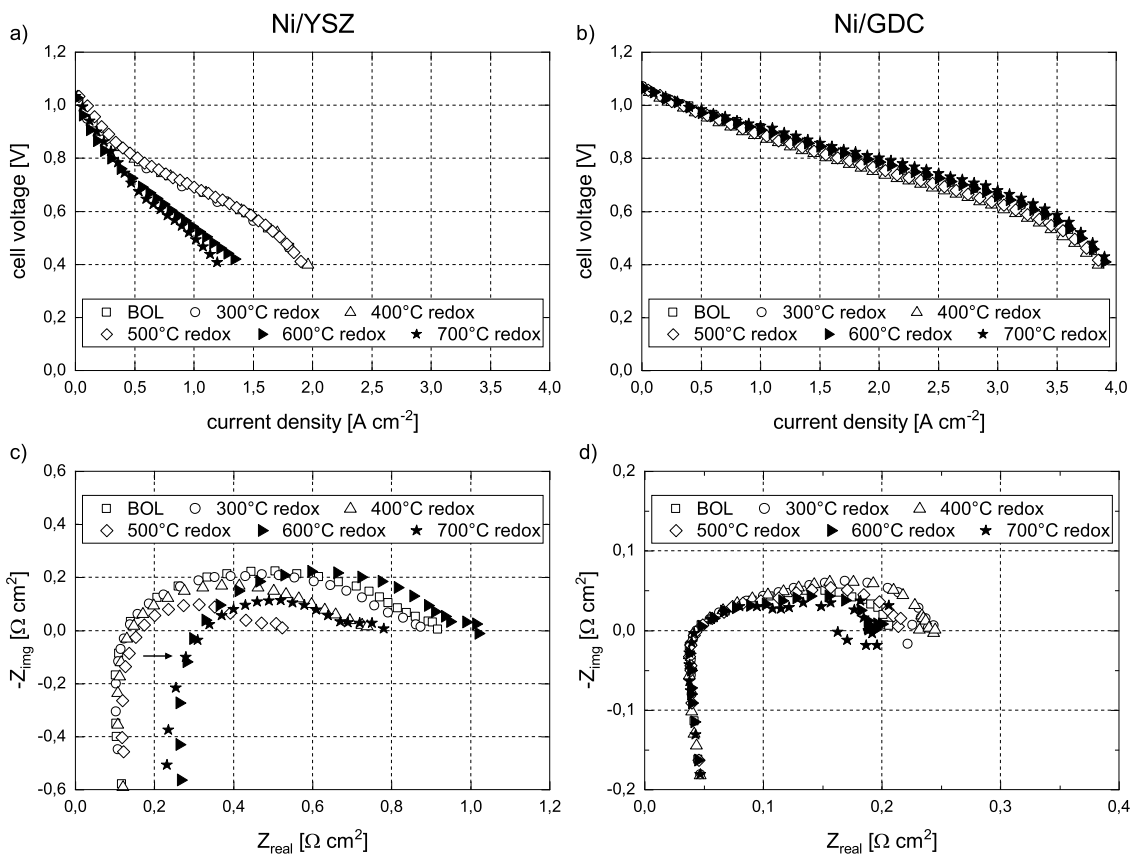 Ni/YSZ
Ni/GDC
a)
1,2
1,0
0,8
0,6
0,4
0,2
0,0
cell voltage [V]
BOL 300°C redox 400°C redox
500°C redox 600°C redox 700°C redox
0,0 0,5 1,0 1,5 2,0 2,5 3,0 3,5 4,0
current density [A cm⁻²]
b)
1,2
1,0
0,8
0,6
0,4
0,2
0,0
cell voltage [V]
BOL 300°C redox 400°C redox
500°C redox 600°C redox 700°C redox
0,0 0,5 1,0 1,5 2,0 2,5 3,0 3,5 4,0
current density [A cm⁻²]
c)
0,6
0,4
0,2
0,0
-0,2
-0,4
-0,6
-Zimg [Ω cm²]
BOL 300°C redox 400°C redox
500°C redox 600°C redox 700°C redox
0,0 0,2 0,4 0,6 0,8 1,0 1,2
Zreal [Ω cm²]
d)
0,2
0,1
0,0
-0,1
-0,2
-Zimg [Ω cm²]
BOL 300°C redox 400°C redox
500°C redox 600°C redox 700°C redox
0,0 0,1 0,2 0,3 0,4
Zreal [Ω cm²]